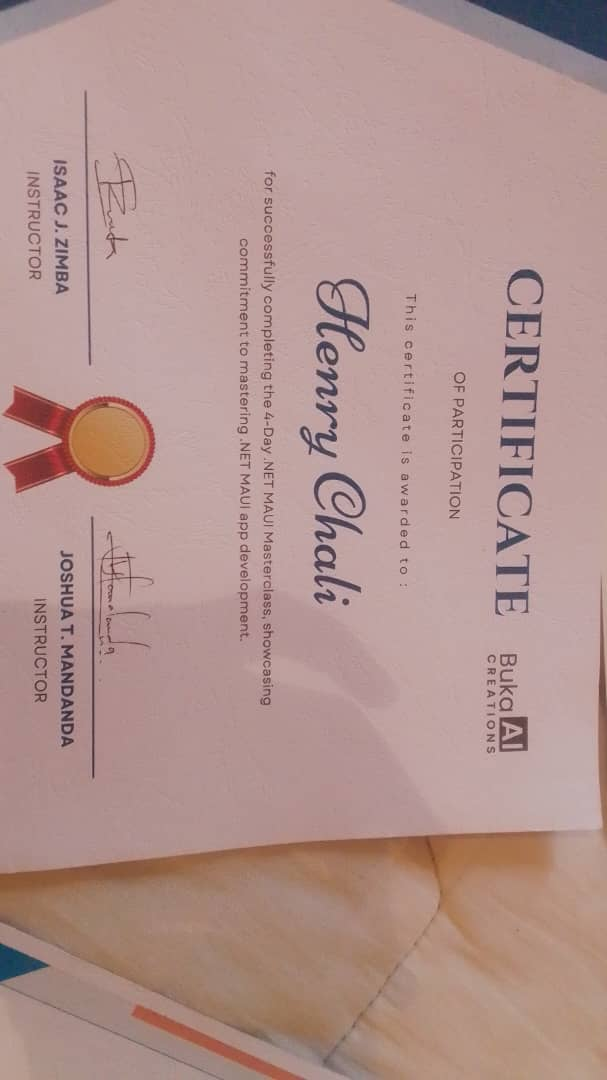 CERTIFICATE
Buka AI
CREATIONS
OF PARTICIPATION
This certificate is awarded to :
Henry Chali
for successfully completing the 4-Day .NET MAUI Masterclass, showcasing
commitment to mastering .NET MAUI app development.
ISAAC J. ZIMBA
INSTRUCTOR
JOSHUA T. MANDANDA
INSTRUCTOR